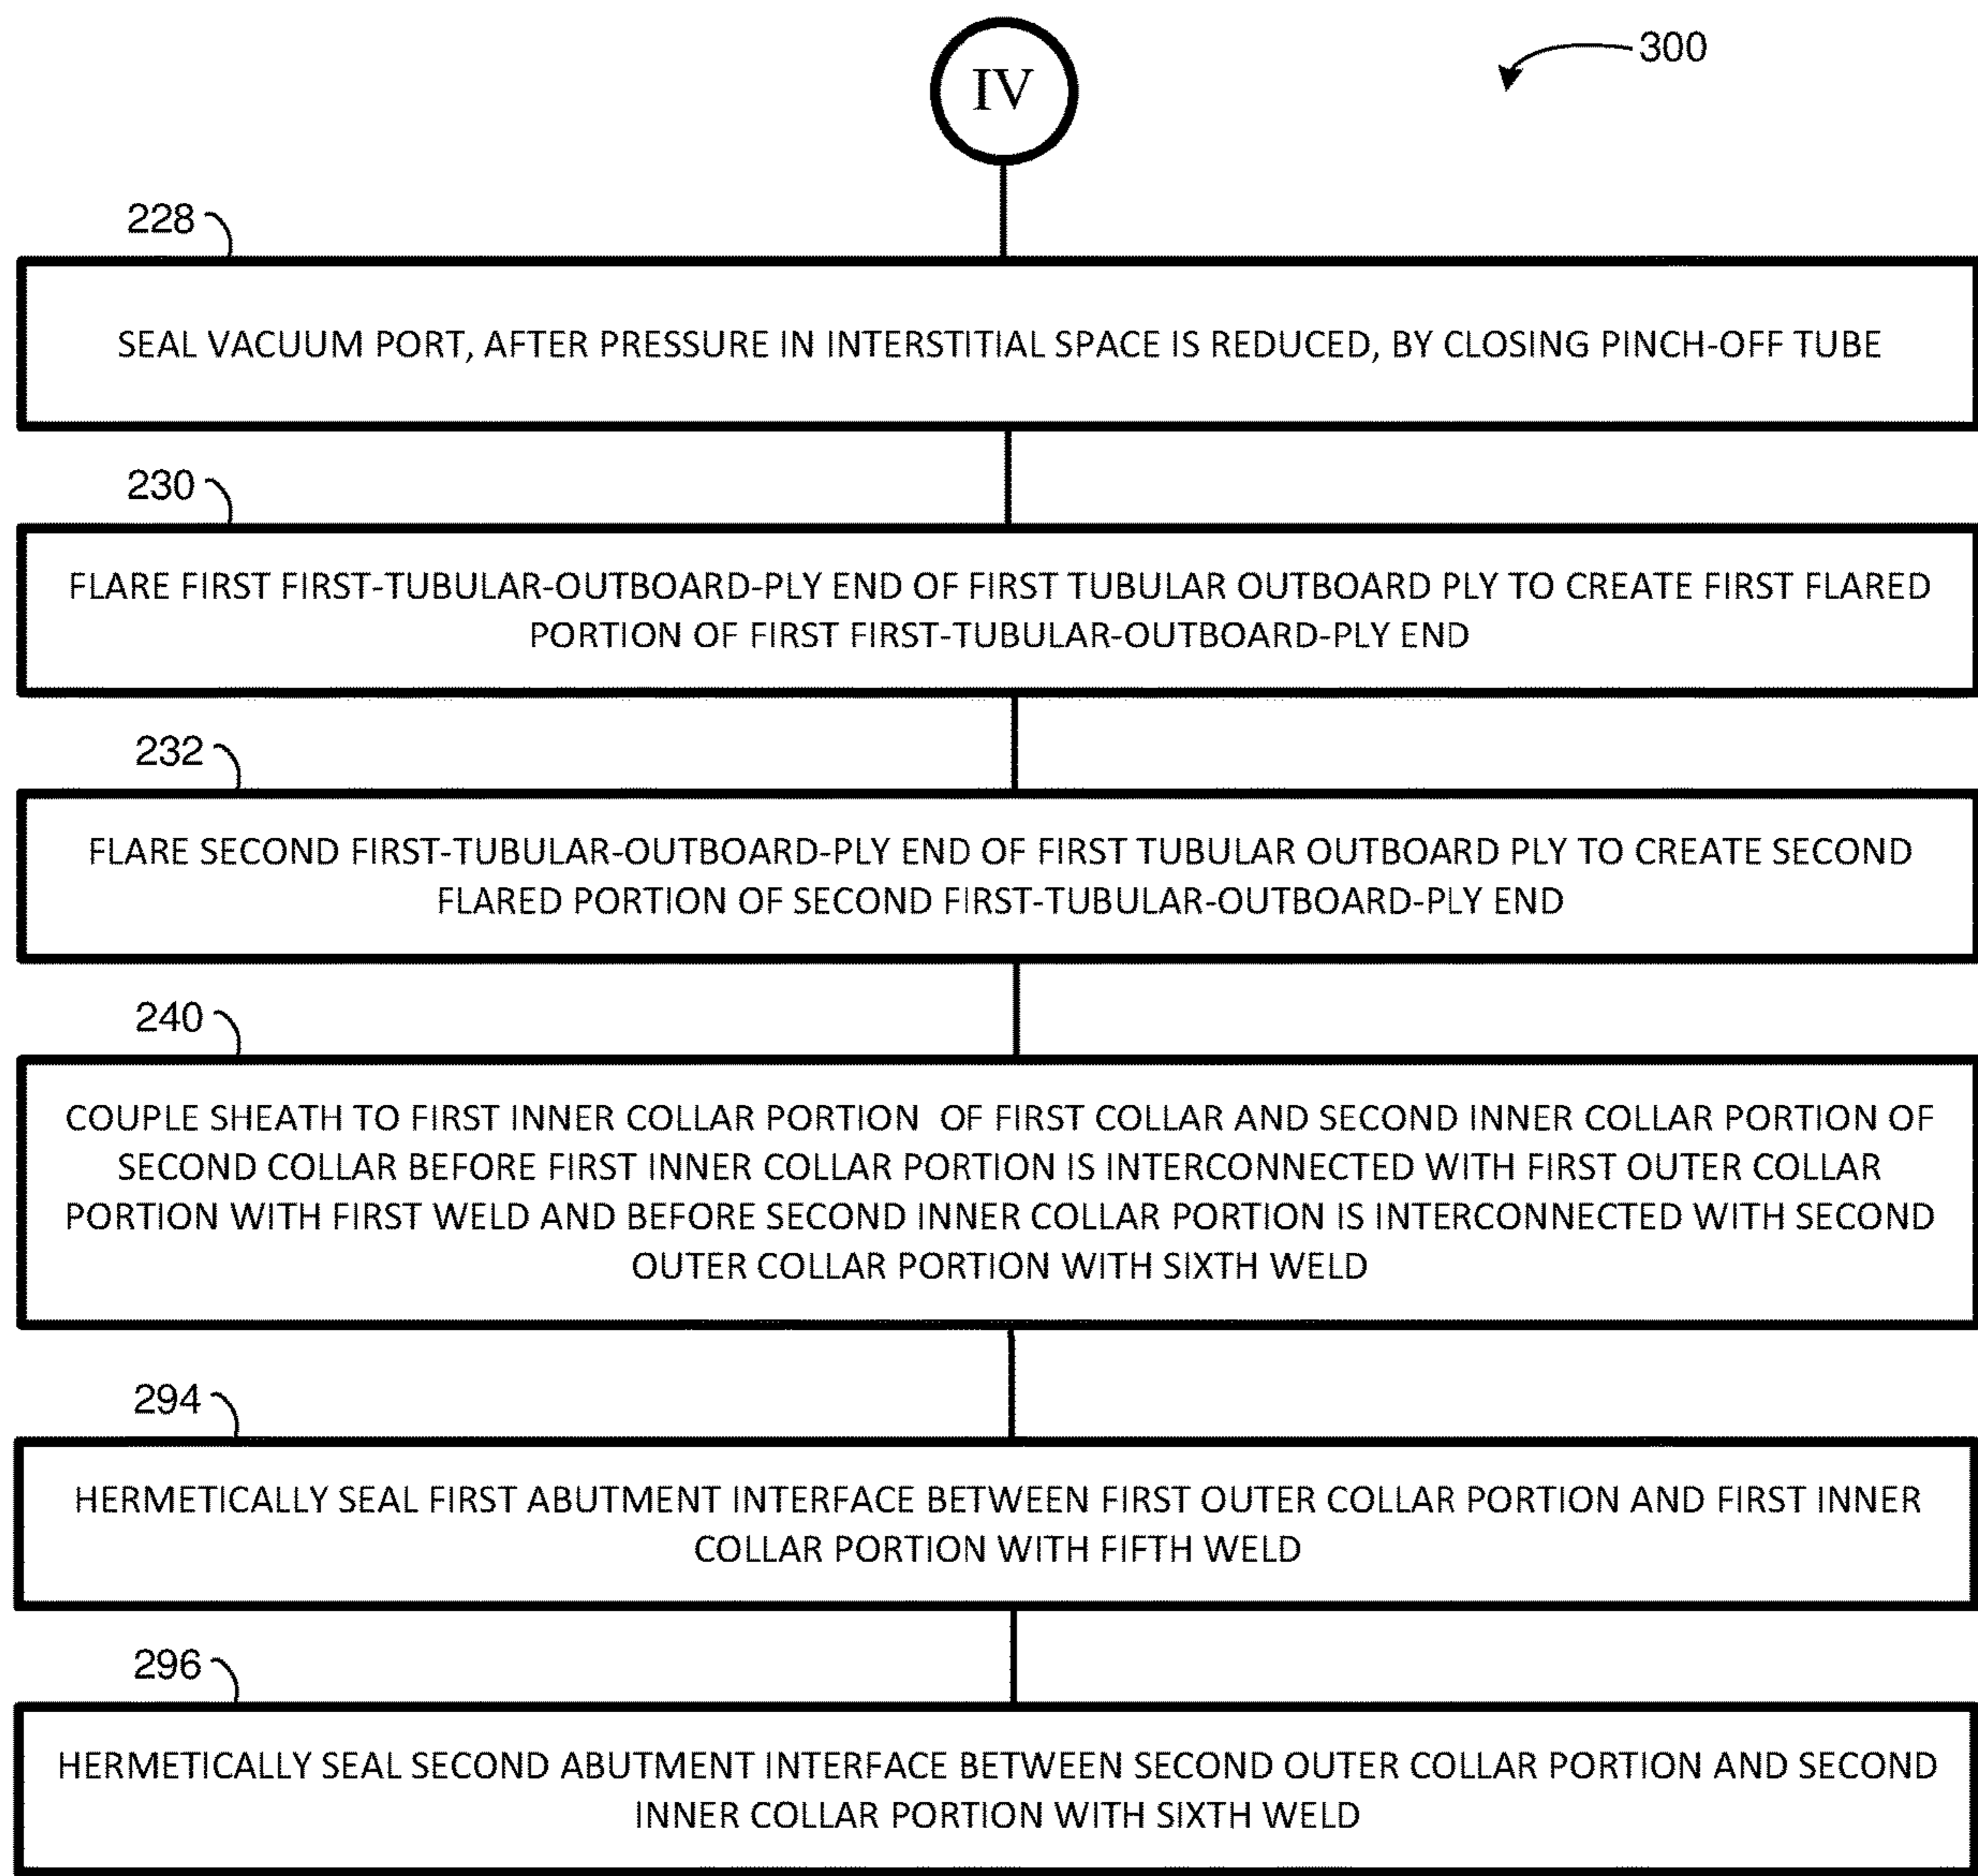 IV
300
228
SEAL VACUUM PORT, AFTER PRESSURE IN INTERSTITIAL SPACE IS REDUCED, BY CLOSING PINCH-OFF TUBE
230
FLARE FIRST FIRST-TUBULAR-OUTBOARD-PLY END OF FIRST TUBULAR OUTBOARD PLY TO CREATE FIRST FLARED
PORTION OF FIRST FIRST-TUBULAR-OUTBOARD-PLY END
232
FLARE SECOND FIRST-TUBULAR-OUTBOARD-PLY END OF FIRST TUBULAR OUTBOARD PLY TO CREATE SECOND
FLARED PORTION OF SECOND FIRST-TUBULAR-OUTBOARD-PLY END
240
COUPLE SHEATH TO FIRST INNER COLLAR PORTION OF FIRST COLLAR AND SECOND INNER COLLAR PORTION OF
SECOND COLLAR BEFORE FIRST INNER COLLAR PORTION IS INTERCONNECTED WITH FIRST OUTER COLLAR
PORTION WITH FIRST WELD AND BEFORE SECOND INNER COLLAR PORTION IS INTERCONNECTED WITH SECOND
OUTER COLLAR PORTION WITH SIXTH WELD
294
HERMETICALLY SEAL FIRST ABUTMENT INTERFACE BETWEEN FIRST OUTER COLLAR PORTION AND FIRST INNER
COLLAR PORTION WITH FIFTH WELD
296
HERMETICALLY SEAL SECOND ABUTMENT INTERFACE BETWEEN SECOND OUTER COLLAR PORTION AND SECOND
INNER COLLAR PORTION WITH SIXTH WELD